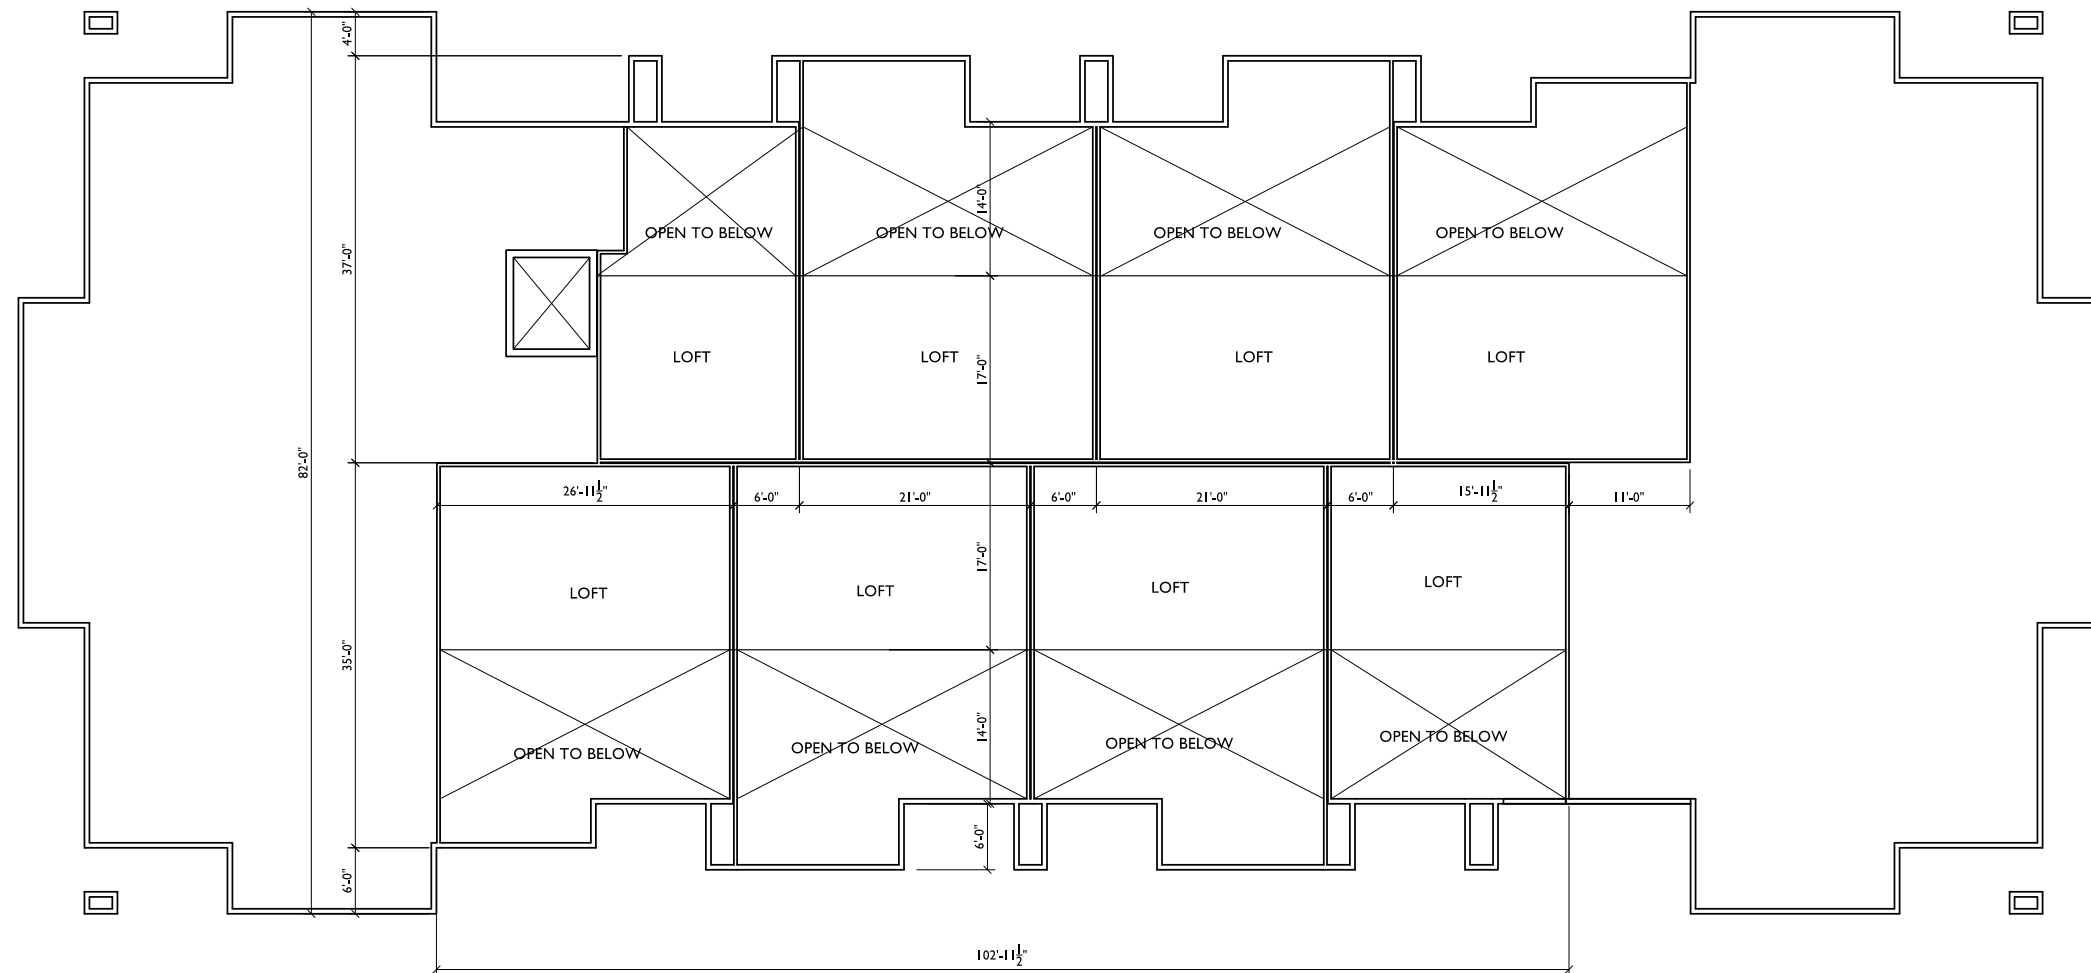 4'-0"
37'-0"
82'-0"
35'-0"
6'-0"
14'-0"
OPEN TO BELOW
OPEN TO BELOW
OPEN TO BELOW
OPEN TO BELOW
LOFT
LOFT
LOFT
LOFT
17'-0"
26'-11½"
6'-0"
21'-0"
6'-0"
21'-0"
6'-0"
15'-11½"
11'-0"
17'-0"
LOFT
LOFT
LOFT
LOFT
14'-0"
OPEN TO BELOW
OPEN TO BELOW
OPEN TO BELOW
OPEN TO BELOW
6'-0"
102'-11½"